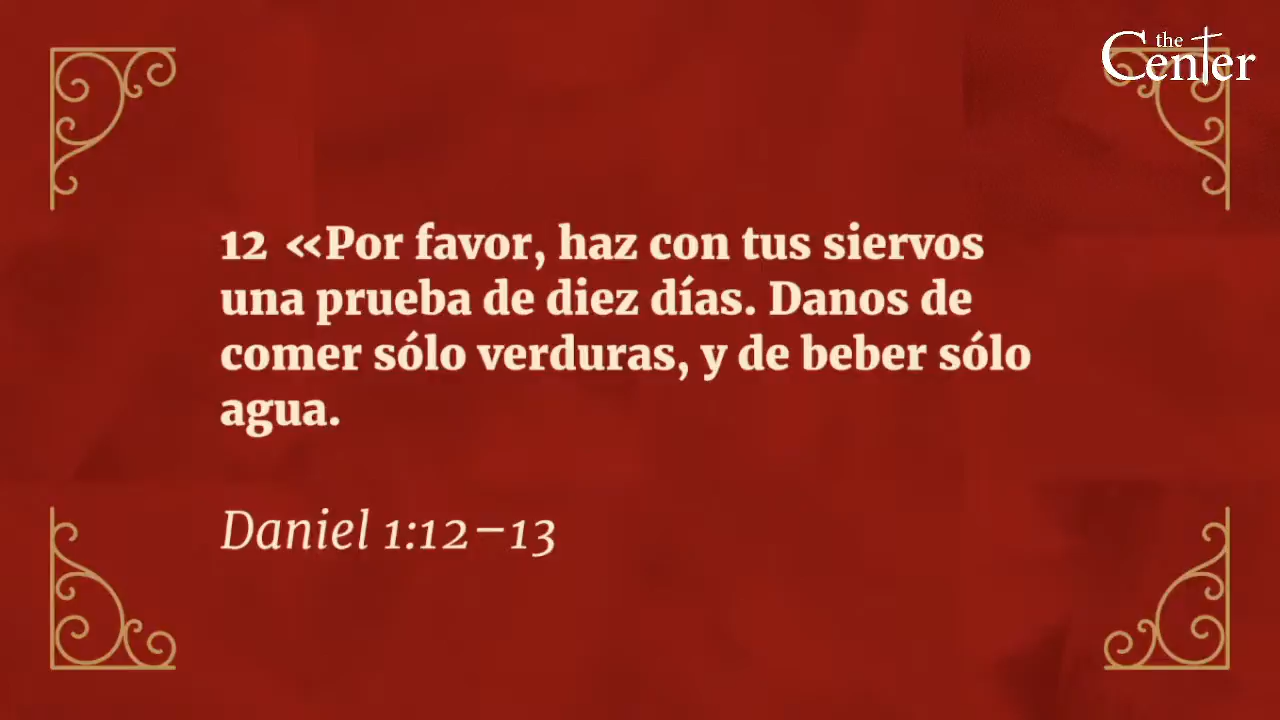 the
Center
12 «Por favor, haz con tus siervos
una prueba de diez días. Danos de
comer sólo verduras, y de beber sólo
agua.
Daniel 1:12–13